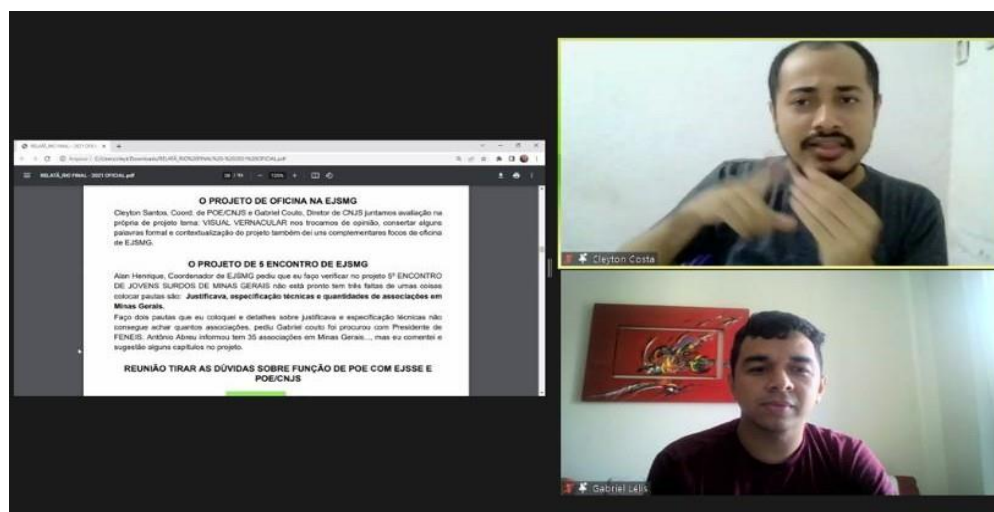 RELATÃ_RIO FINAL - 2021 OFICIAL.pdf
O PROJETO DE OFICINA NA EJSMG
Cleyton Santos, Coord. de POE/CNJS e Gabriel Couto, Diretor de CNJS juntamos avaliação na
própria de projeto tema: VISUAL VERNACULAR nos trocamos de opinião, consertar alguns
palavras formal e contextualização do projeto também dei uns complementares focos de oficina
de EJSMG.
O PROJETO DE 5 ENCONTRO DE EJSMG
Alan Henrique, Coordenador de EJSMG pediu que eu faço verificar no projeto 5º ENCONTRO
DE JOVENS SURDOS DE MINAS GERAIS não está pronto tem três faltas de umas coisas
colocar pautas são: Justificava, especificação técnicas e quantidades de associações em
Minas Gerais.
Faço dois pautas que eu coloquei e detalhes sobre justificava e especificação técnicas não
consegue achar quantos associações, pediu Gabriel couto foi procurou com Presidente de
FENEIS. Antônio Abreu informou tem 35 associações em Minas Gerais..., mas eu comentei e
sugestão alguns capítulos no projeto.
REUNIÃO TIRAR AS DÚVIDAS SOBRE FUNÇÃO DE POE COM EJSSE E
POE/CNJS
Cleyton Costa
Gabriel Lelis